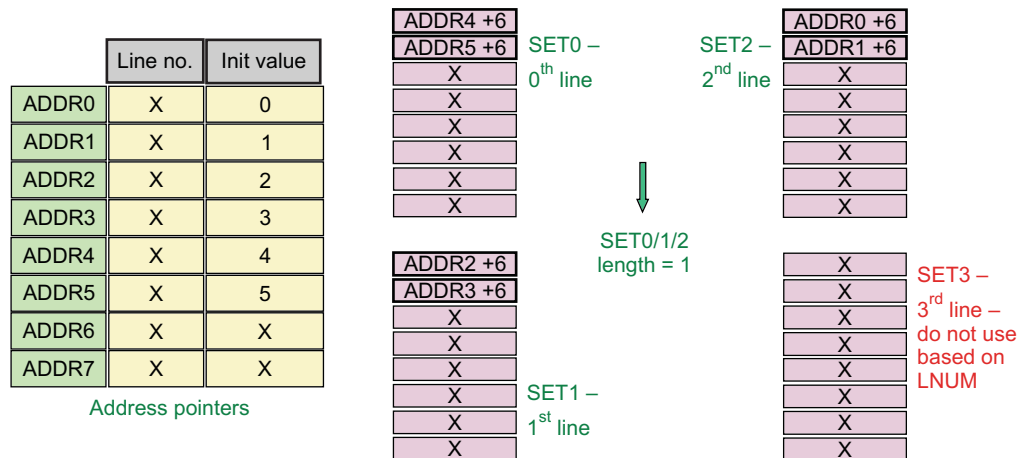 Line no. Init value
ADDR0 X 0
ADDR1 X 1
ADDR2 X 2
ADDR3 X 3
ADDR4 X 4
ADDR5 X 5
ADDR6 X X
ADDR7 X X
Address pointers
ADDR4 +6
ADDR5 +6
X
X
X
X
X
X
SET0 –
0th line
SET0/1/2
length = 1
ADDR2 +6
ADDR3 +6
X
X
X
X
X
X
SET1 –
1st line
SET2 –
2nd line
ADDR0 +6
ADDR1 +6
X
X
X
X
X
X
X
X
X
X
X
X
X
X
SET3 –
3rd line –
do not use
based on
LNUM